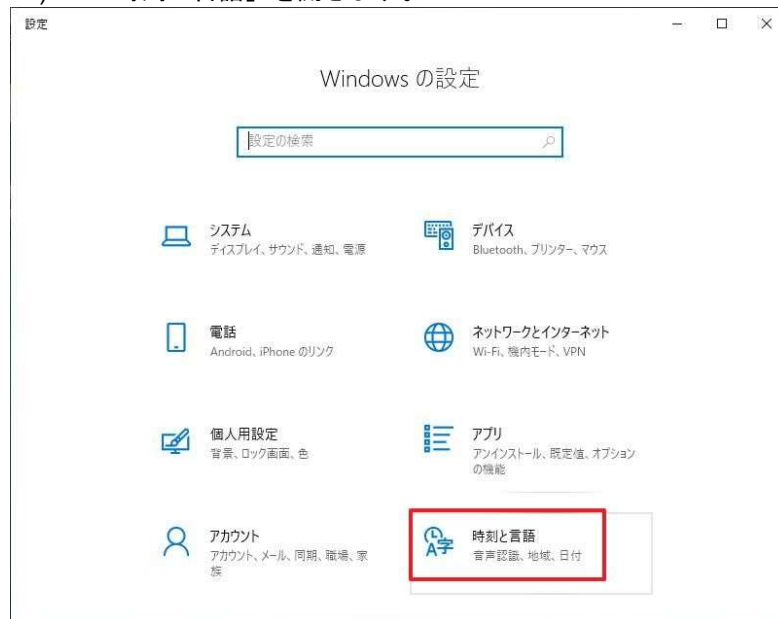 設定
Windows の設定
設定の検索
システム
ディスプレイ、サウンド、通知、電源
デバイス
Bluetooth、プリンター、マウス
電話
Android、iPhone のリンク
ネットワークとインターネット
Wi-Fi、機内モード、VPN
個人用設定
背景、ロック画面、色
アプリ
アンインストール、既定値、オプション
の機能
アカウント
アカウント、メール、同期、職場、家
族
時刻と言語
音声認識、地域、日付